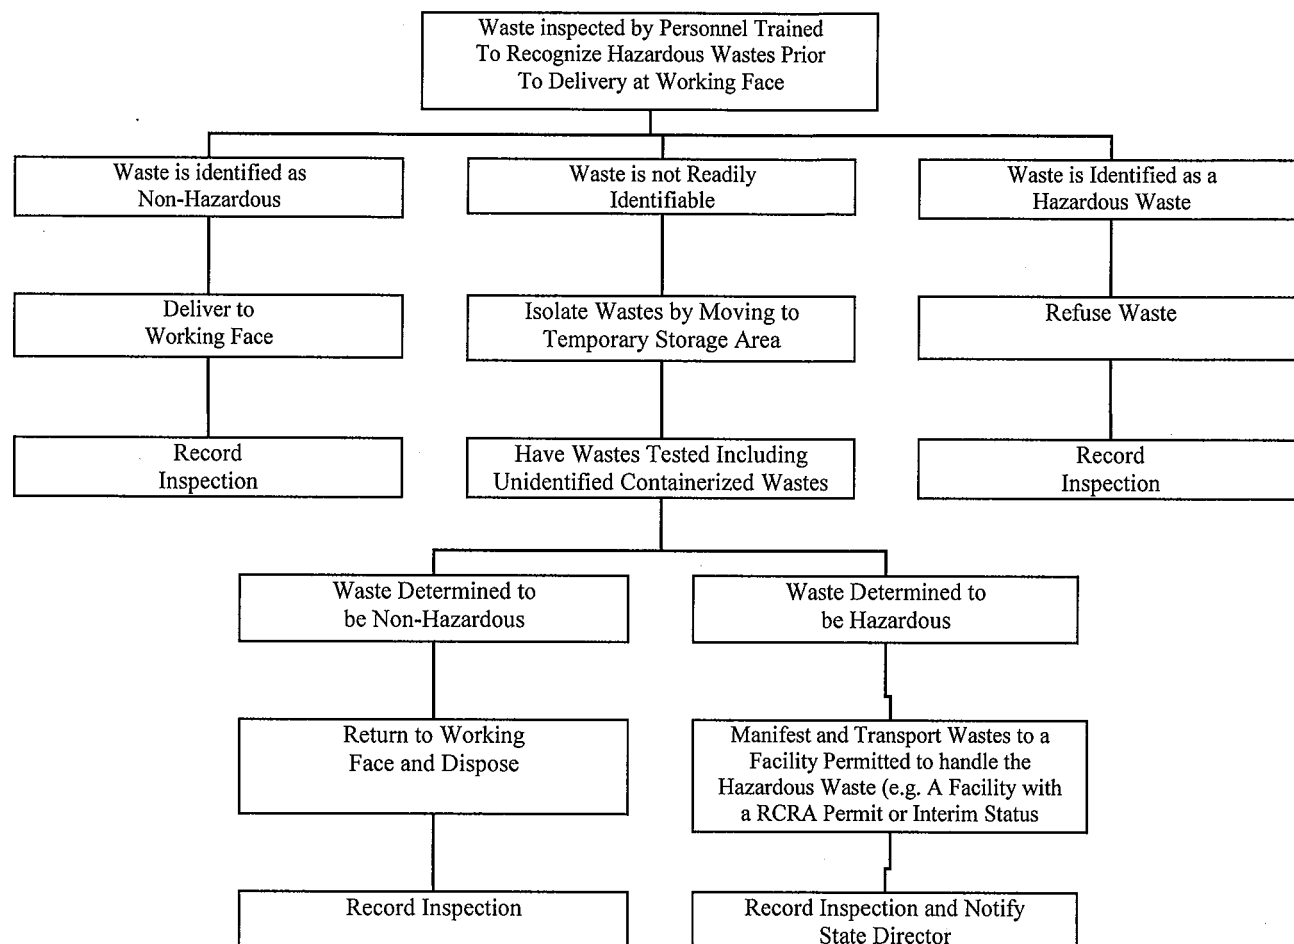 Waste inspected by Personnel Trained
To Recognize Hazardous Wastes Prior
To Delivery at Working Face
Waste is identified as
Non-Hazardous
Waste is not Readily
Identifiable
Waste is Identified as a
Hazardous Waste
Deliver to
Working Face
Isolate Wastes by Moving to
Temporary Storage Area
Refuse Waste
Record
Inspection
Have Wastes Tested Including
Unidentified Containerized Wastes
Record
Inspection
Waste Determined to
be Non-Hazardous
Waste Determined to
be Hazardous
Return to Working
Face and Dispose
Manifest and Transport Wastes to a
Facility Permitted to handle the
Hazardous Waste (e.g. A Facility with
a RCRA Permit or Interim Status
Record Inspection
Record Inspection and Notify
State Director